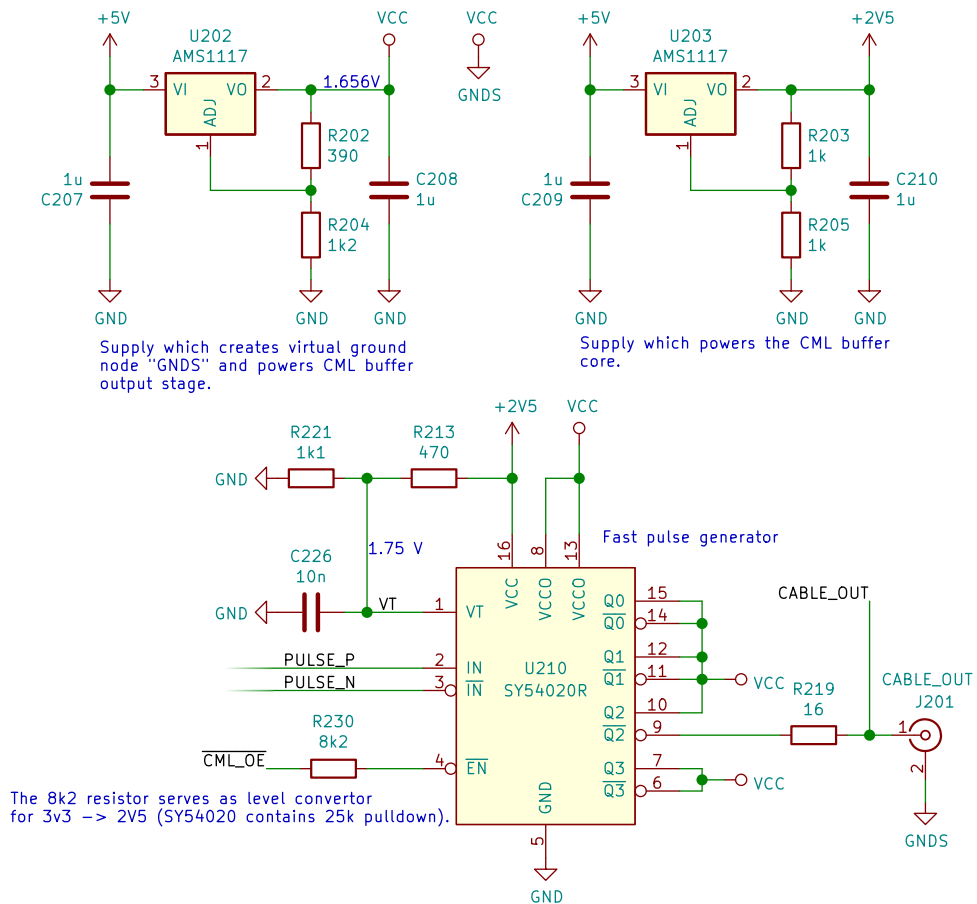 +5V
VCC
VCC
+5V
+2V5
U202
AMS1117
U203
AMS1117
3
VI
VO
2
1.656V
ADJ
1
GNDS
3
VI
VO
2
ADJ
1
R202
390
R203
1k
1u
C207
C208
1u
1u
C209
C210
1u
R204
1k2
R205
1k
GND
GND
GND
GND
GND
GND
Supply which creates virtual ground
node "GNDS" and powers CML buffer
output stage.
Supply which powers the CML buffer
core.
+2V5
VCC
R221
1k1
R213
470
GND
1.75 V
Fast pulse generator
C226
10n
16
8
13
VCC
VCCO
VCCO
GND
VT
1
VT
Q0
15
Q0
14
CABLE_OUT
PULSE_P
2
IN
U210
SY54020R
Q1
12
PULSE_N
3
IN
Q1
11
VCC
Q2
10
R219
16
CABLE_OUT
J201
Q2
9
1
2
R230
8k2
CML_OE
4
EN
Q3
7
Q3
6
VCC
The 8k2 resistor serves as level convertor
for 3v3 -> 2V5 (SY54020 contains 25k pulldown).
GND
5
GND
GNDS